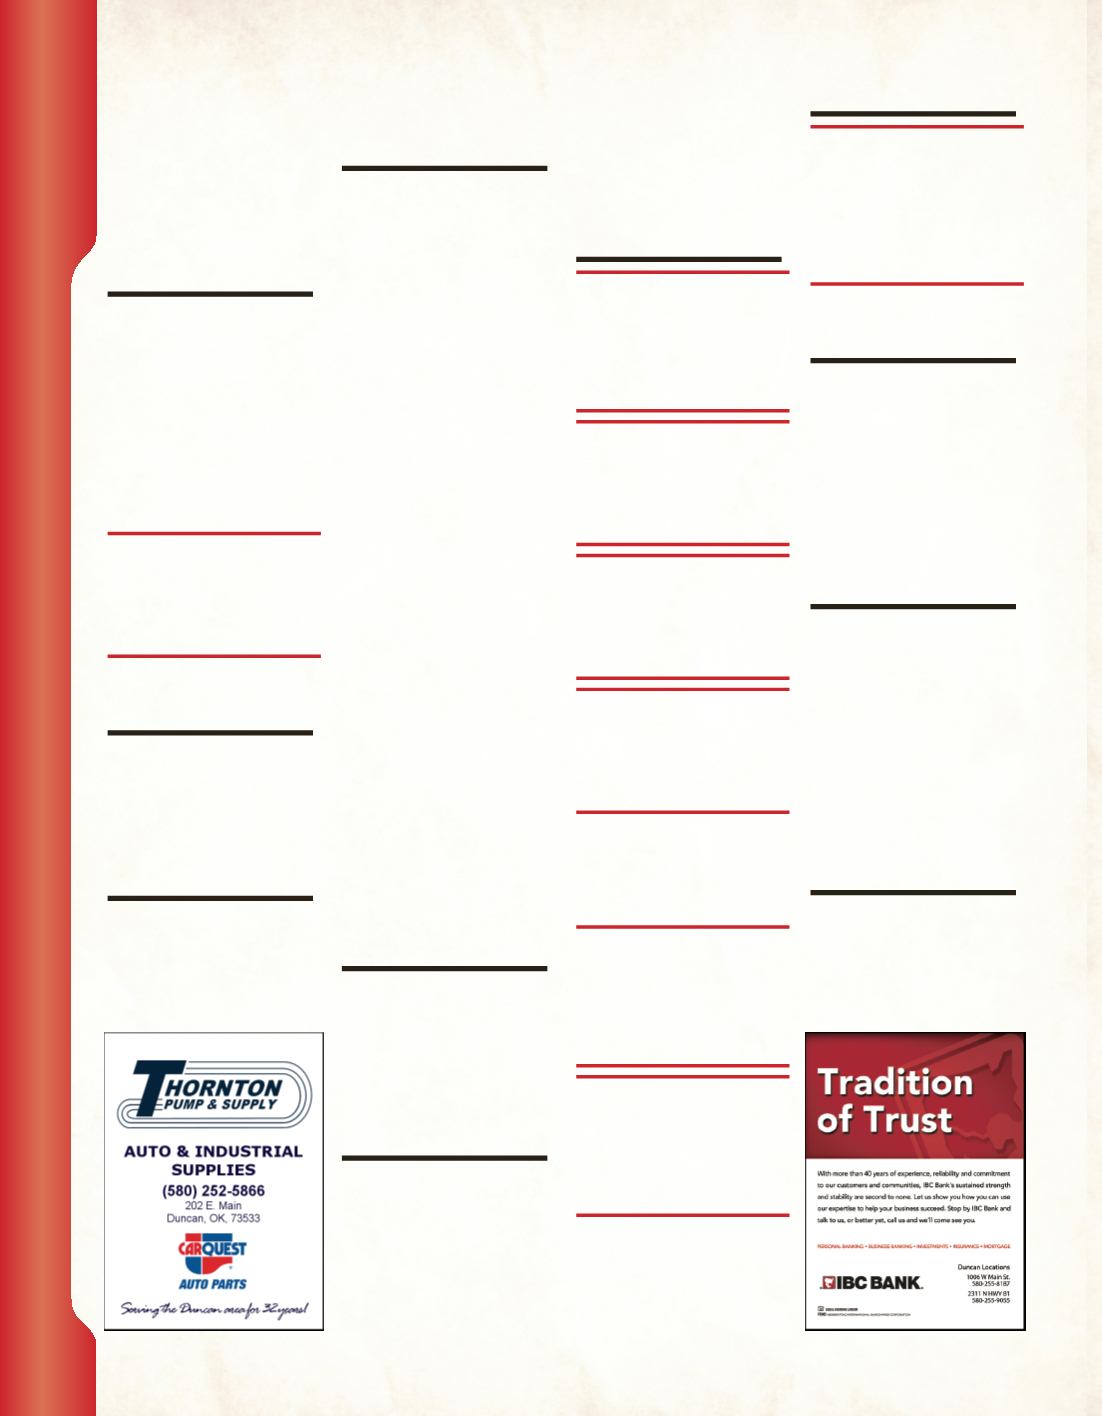 THORNTON
PUMP & SUPPLY
AUTO & INDUSTRIAL
SUPPLIES
(580) 252-5866
202 E. Main
Duncan, OK, 73533
CARQUEST
AUTO PARTS
Serving the Duncan area for 32 years!
Tradition
of Trust
With more than 40 years of experience, reliability and commitment
to our customers and communities, IBC Bank's sustained strength
and stability are second to none. Let us show you how you can use
our expertise to help your business succeed. Stop by IBC Bank and
talk to us, or better yet, call us and we'll come see you.
PERSONAL BANKING • BUSINESS BANKING • INVESTMENTS • INSURANCE • MORTGAGE
Duncan Locations
1006 W Main St.
580-255-8187
2311 N HWY 81
580-255-9055
IBC BANK